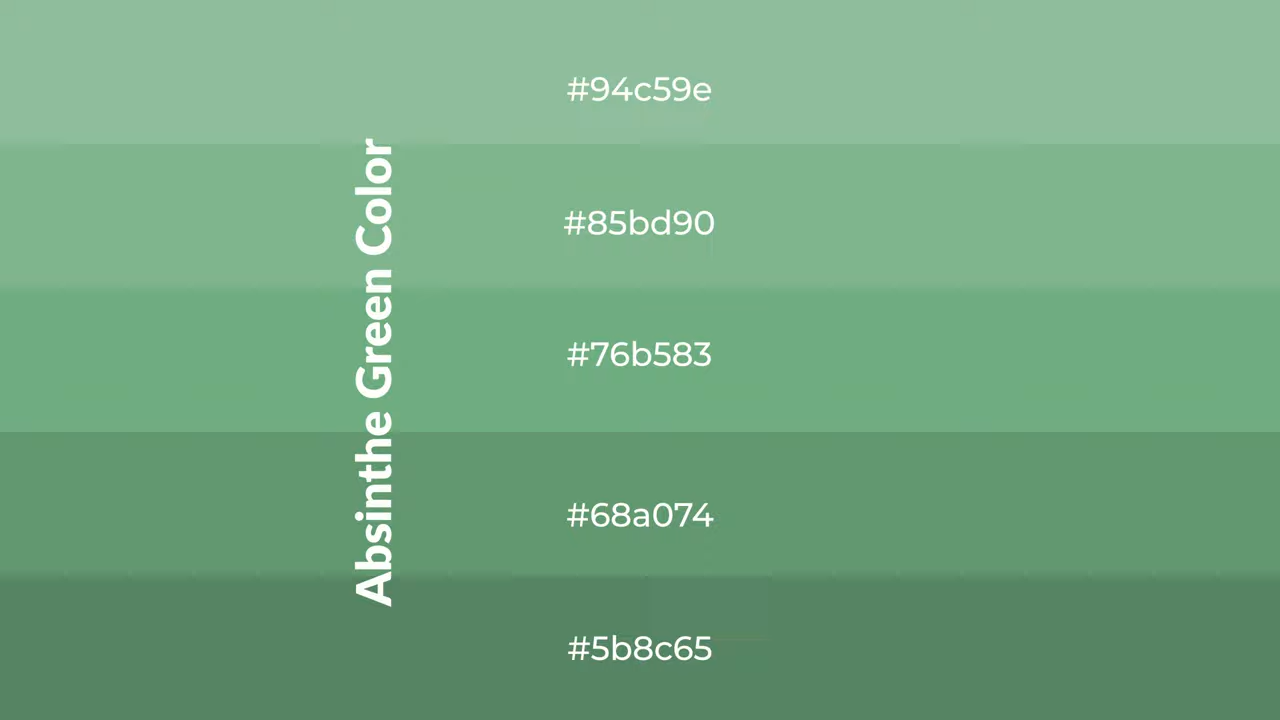 Absinthe Green Color
#94c59e
#85bd90
#76b583
#68a074
#5b8c65